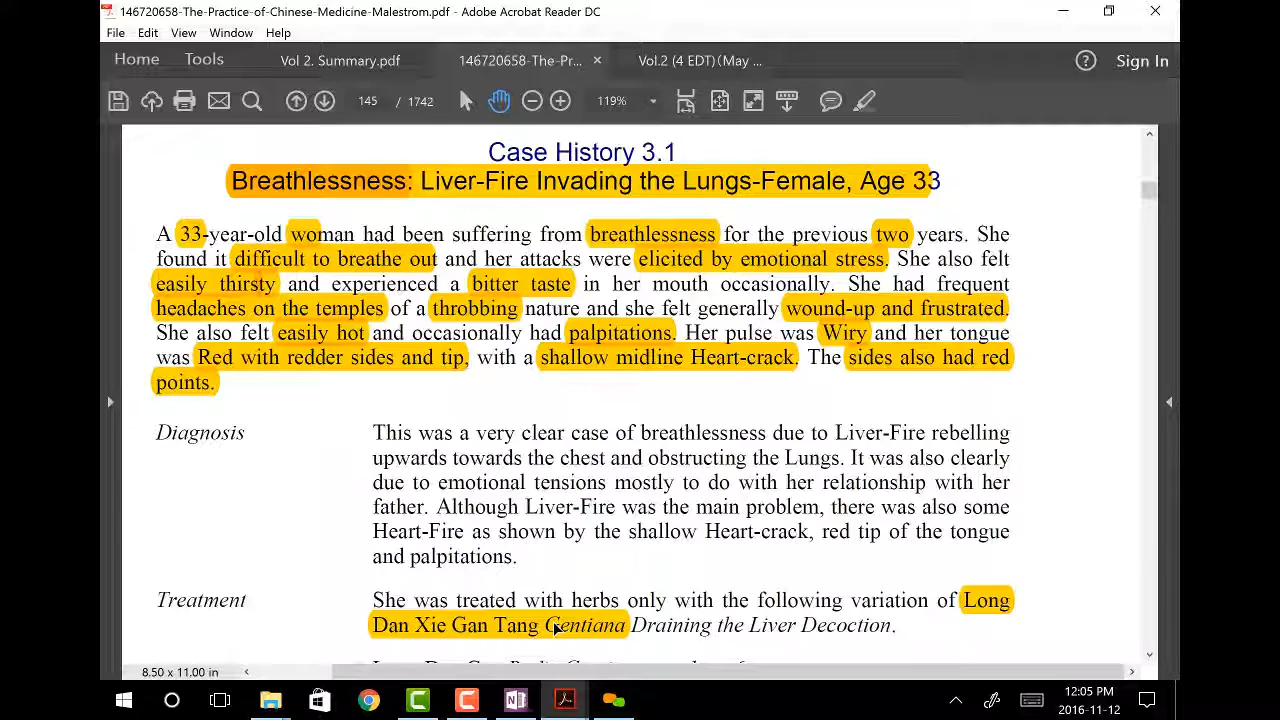 146720658-The-Practice-of-Chinese-Medicine-Malestrom.pdf - Adobe Acrobat Reader DC
File Edit View Window Help
Home Tools Vol 2. Summary.pdf 146720658-The-Pr... × Vol.2 (4 EDT)(May ... ? Sign In
145 / 1742 119%
Case History 3.1
Breathlessness: Liver-Fire Invading the Lungs-Female, Age 33
A 33-year-old woman had been suffering from breathlessness for the previous two years. She
found it difficult to breathe out and her attacks were elicited by emotional stress. She also felt
easily thirsty and experienced a bitter taste in her mouth occasionally. She had frequent
headaches on the temples of a throbbing nature and she felt generally wound-up and frustrated.
She also felt easily hot and occasionally had palpitations. Her pulse was Wiry and her tongue
was Red with redder sides and tip, with a shallow midline Heart-crack. The sides also had red
points.
Diagnosis This was a very clear case of breathlessness due to Liver-Fire rebelling
upwards towards the chest and obstructing the Lungs. It was also clearly
due to emotional tensions mostly to do with her relationship with her
father. Although Liver-Fire was the main problem, there was also some
Heart-Fire as shown by the shallow Heart-crack, red tip of the tongue
and palpitations.
Treatment She was treated with herbs only with the following variation of Long
Dan Xie Gan Tang Gentiana Draining the Liver Decoction.
8.50 x 11.00 in
12:05 PM
2016-11-12